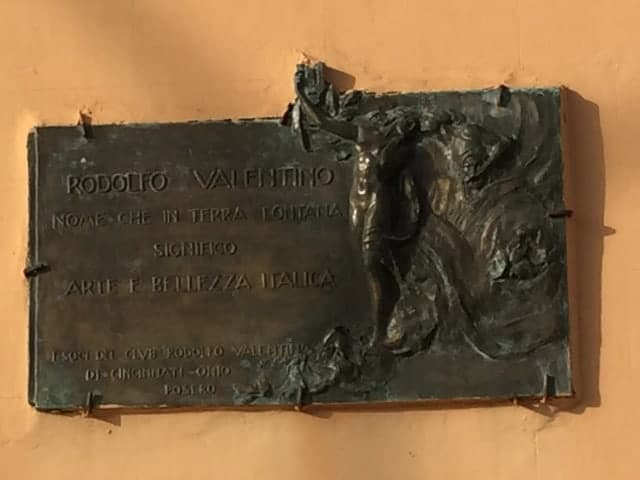 RODOLFO VALENTINO
NOME CHE IN TERRA LONTANA
SIGNIFICO
ARTE E BELLEZZA ITALICA
I SOCI DEL CLUB RODOLFO VALENTINO
DI CINCINNATI-OHIO
POSERO